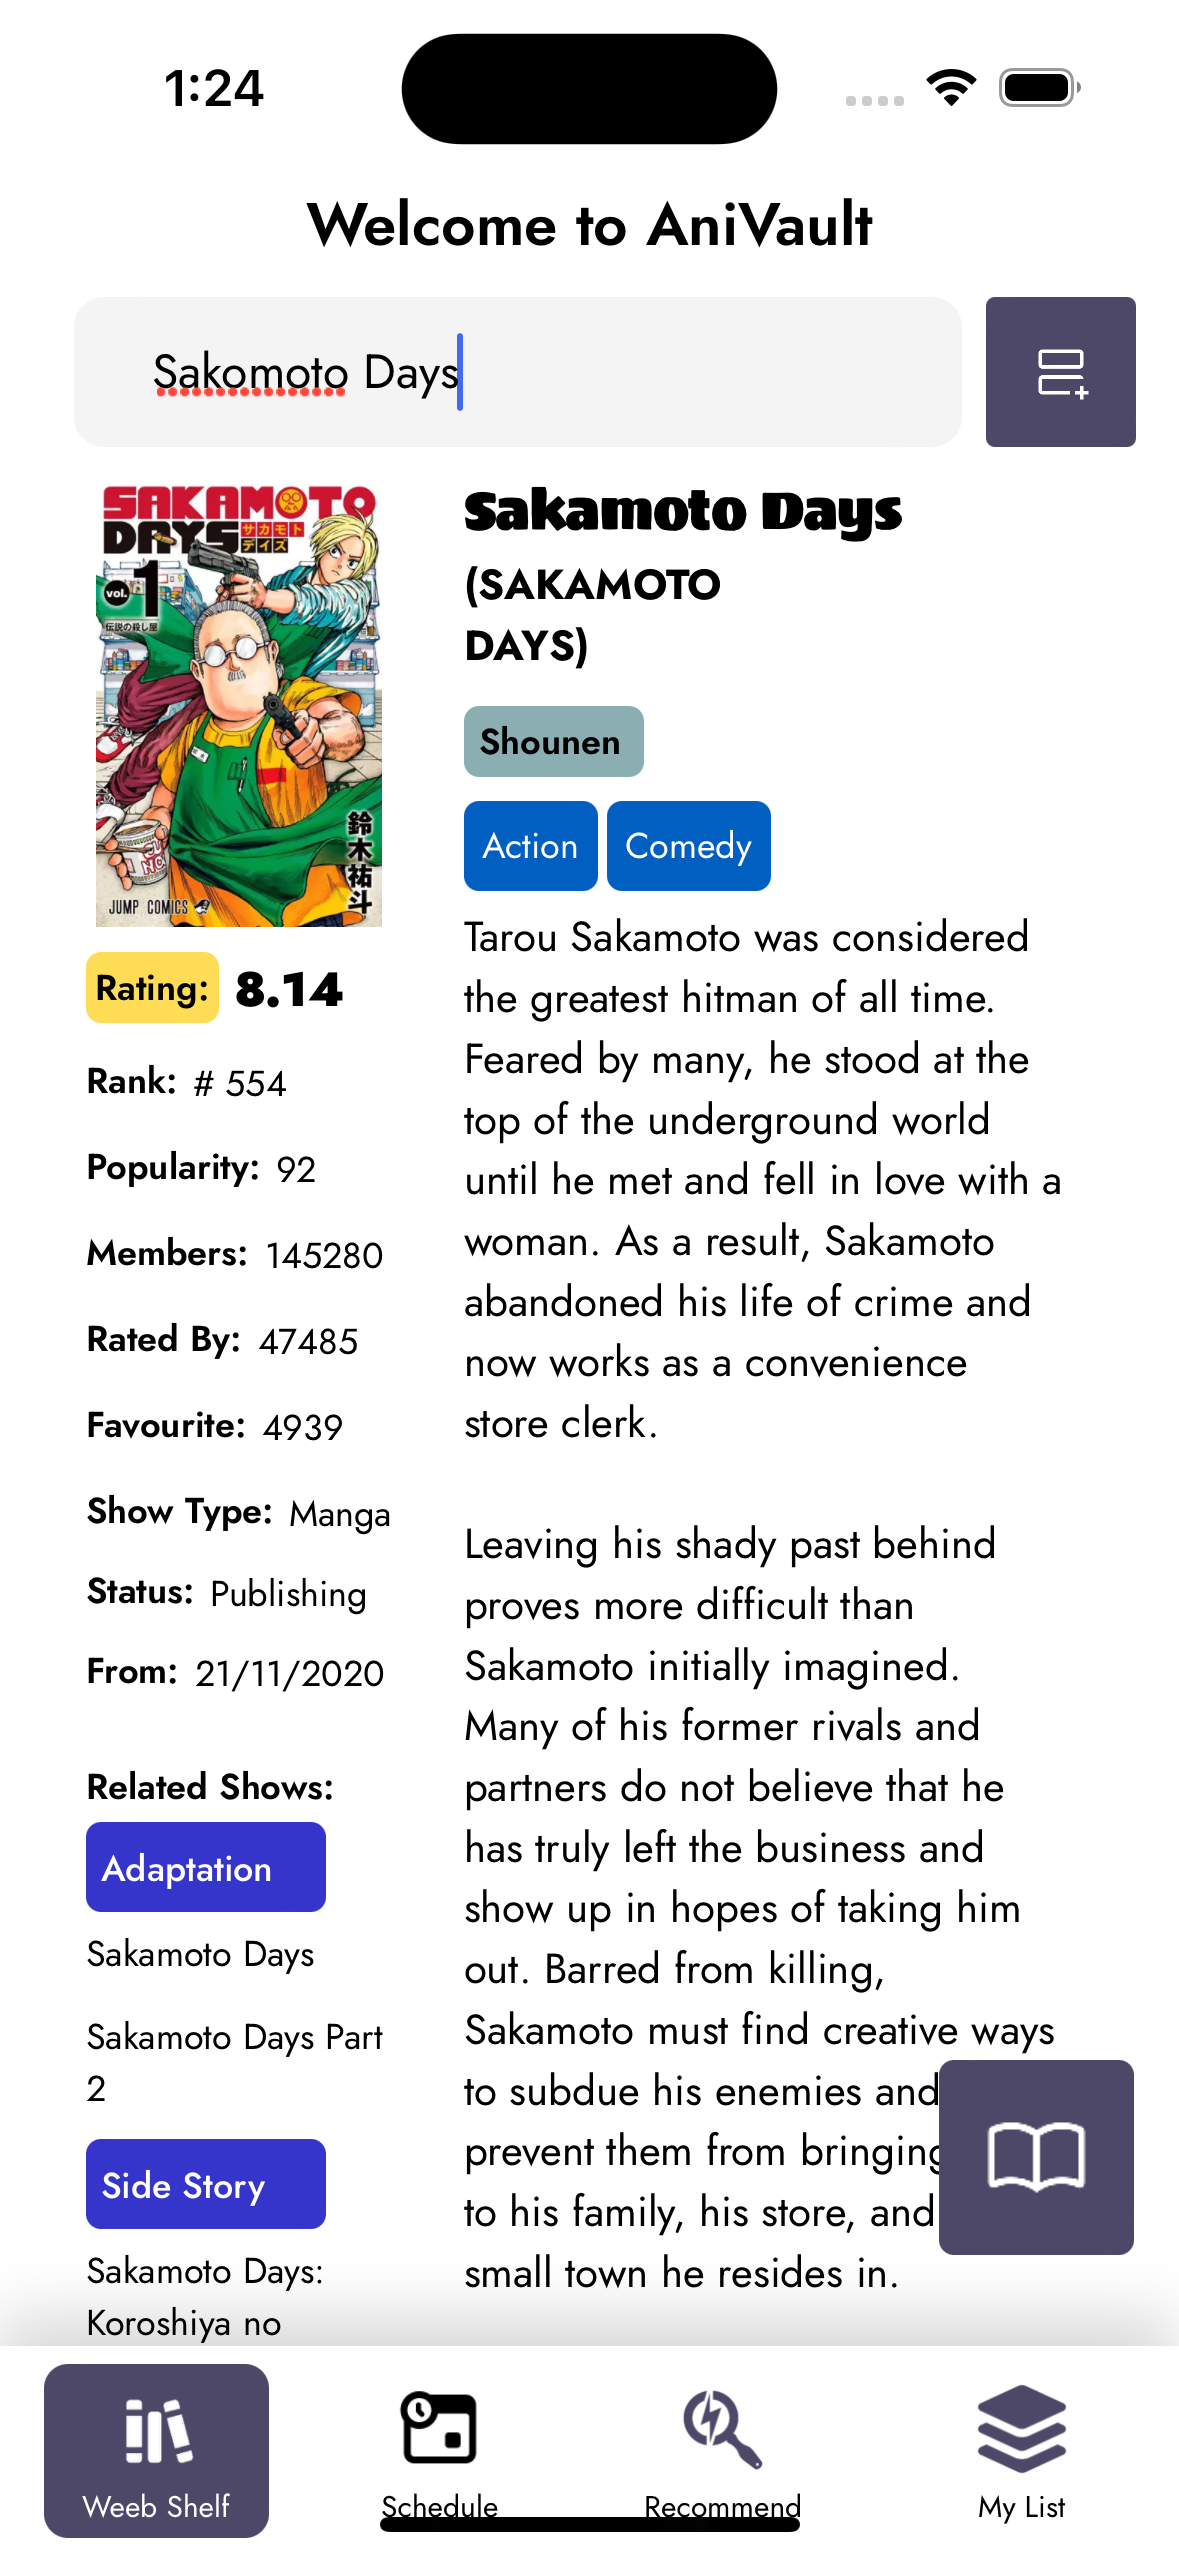 1:24
Welcome to AniVault
Sakomoto Days
SAKAMOTO
DAYS
サカモト
デイズ
vol.
1
伝説の殺し屋
鈴木祐斗
JUMP COMICS
Rating: 8.14
Rank: # 554
Popularity: 92
Members: 145280
Rated By: 47485
Favourite: 4939
Show Type: Manga
Status: Publishing
From: 21/11/2020
Related Shows:
Adaptation
Sakamoto Days
Sakamoto Days Part
2
Side Story
Sakamoto Days:
Koroshiya no
Sakamoto Days
(SAKAMOTO
DAYS)
Shounen
Action Comedy
Tarou Sakamoto was considered
the greatest hitman of all time.
Feared by many, he stood at the
top of the underground world
until he met and fell in love with a
woman. As a result, Sakamoto
abandoned his life of crime and
now works as a convenience
store clerk.
Leaving his shady past behind
proves more difficult than
Sakamoto initially imagined.
Many of his former rivals and
partners do not believe that he
has truly left the business and
show up in hopes of taking him
out. Barred from killing,
Sakamoto must find creative ways
to subdue his enemies and
prevent them from bringing
to his family, his store, and
small town he resides in.
Weeb Shelf
Schedule
Recommend
My List